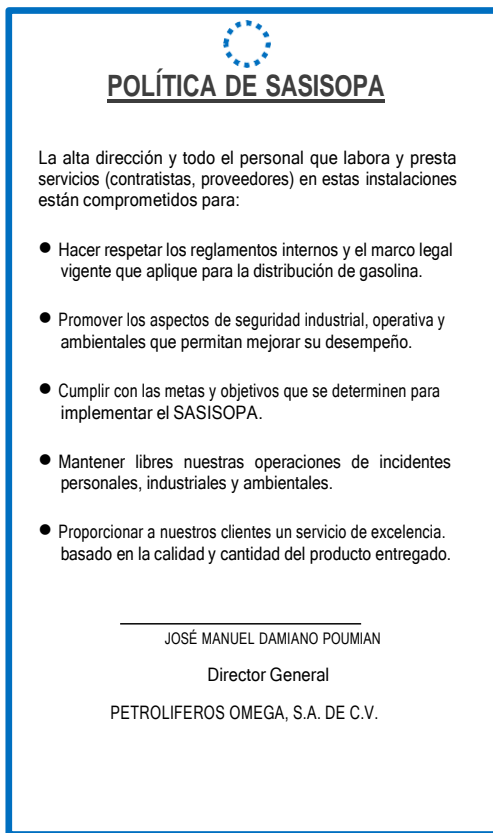 POLÍTICA DE SASISOPA
La alta dirección y todo el personal que labora y presta
servicios (contratistas, proveedores) en estas instalaciones
están comprometidos para:
● Hacer respetar los reglamentos internos y el marco legal
vigente que aplique para la distribución de gasolina.
● Promover los aspectos de seguridad industrial, operativa y
ambientales que permitan mejorar su desempeño.
● Cumplir con las metas y objetivos que se determinen para
implementar el SASISOPA.
● Mantener libres nuestras operaciones de incidentes
personales, industriales y ambientales.
● Proporcionar a nuestros clientes un servicio de excelencia.
basado en la calidad y cantidad del producto entregado.
JOSÉ MANUEL DAMIANO POUMIAN
Director General
PETROLIFEROS OMEGA, S.A. DE C.V.